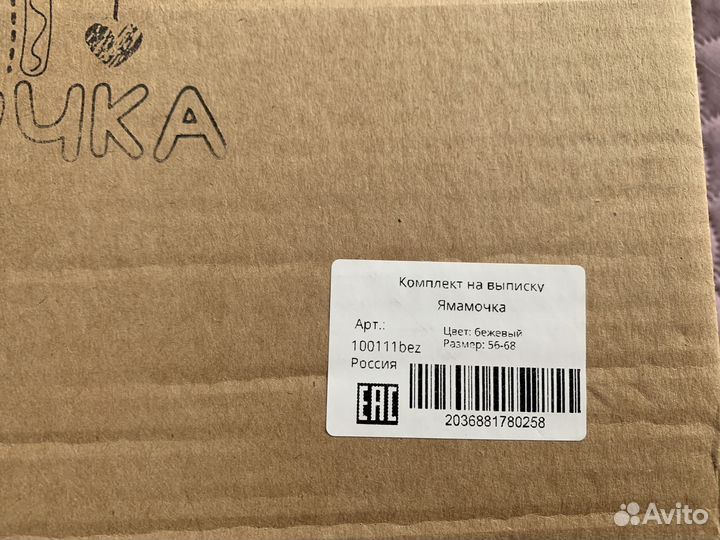 ЧКА
Комплект на выписку
Ямамочка
Арт.:
100111bez
Россия
Цвет: бежевый
Размер: 56-68
EAC
2036881780258
Avito